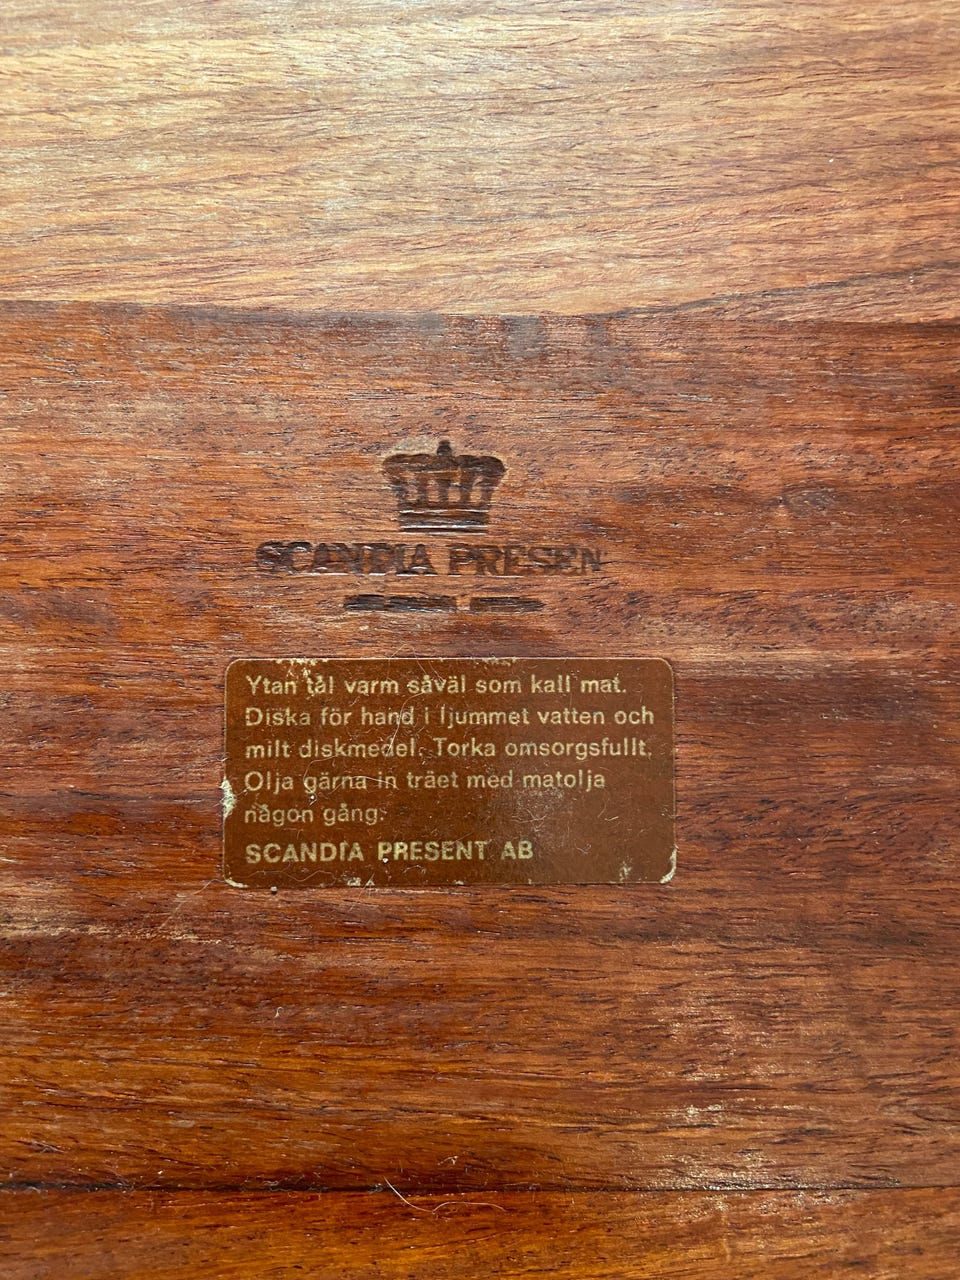 SCANDIA PRESEN
Ytan tål varm såväl som kall mat.
Diska för hand i ljummet vatten och
milt diskmedel. Torka omsorgsfullt.
Olja gärna in träet med matolja
någon gång.
SCANDIA PRESENT AB